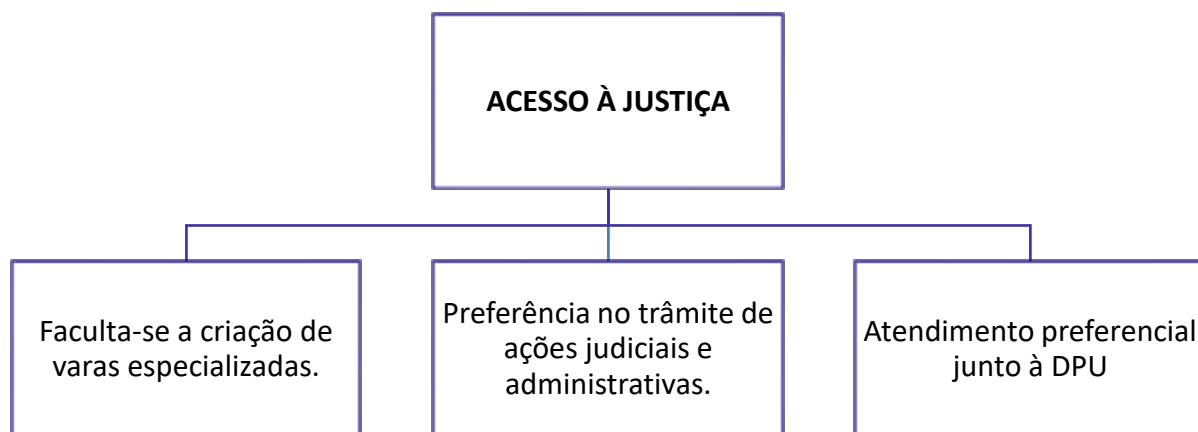 ACESSO À JUSTIÇA
Faculta-se a criação de
varas especializadas.
Preferência no trâmite de
ações judiciais e
administrativas.
Atendimento preferencial
junto à DPU